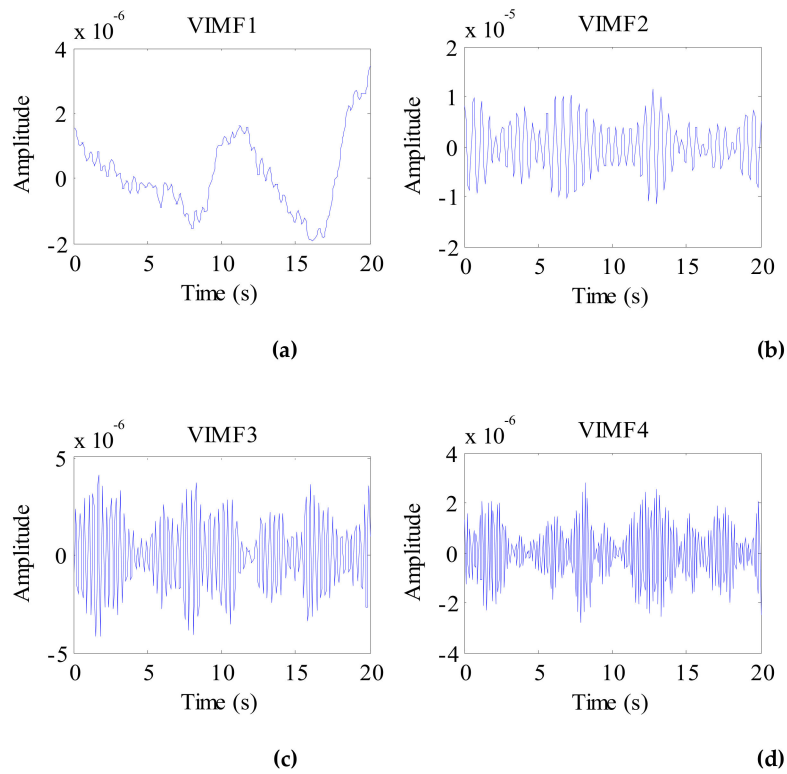 x 10^-6 VIMF1
4
2
0
-2
Amplitude
0 5 10 15 20
Time (s)
(a)
x 10^-5 VIMF2
2
1
0
-1
-2
Amplitude
0 5 10 15 20
Time (s)
(b)
x 10^-6 VIMF3
5
0
-5
Amplitude
0 5 10 15 20
Time (s)
(c)
x 10^-6 VIMF4
4
2
0
-2
-4
Amplitude
0 5 10 15 20
Time (s)
(d)